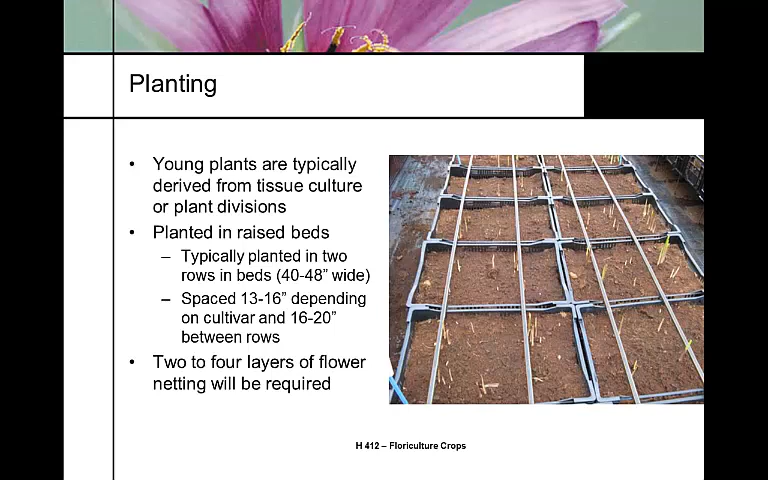 Planting
• Young plants are typically
derived from tissue culture
or plant divisions
• Planted in raised beds
– Typically planted in two
rows in beds (40-48” wide)
– Spaced 13-16” depending
on cultivar and 16-20”
between rows
• Two to four layers of flower
netting will be required
H 412 – Floriculture Crops